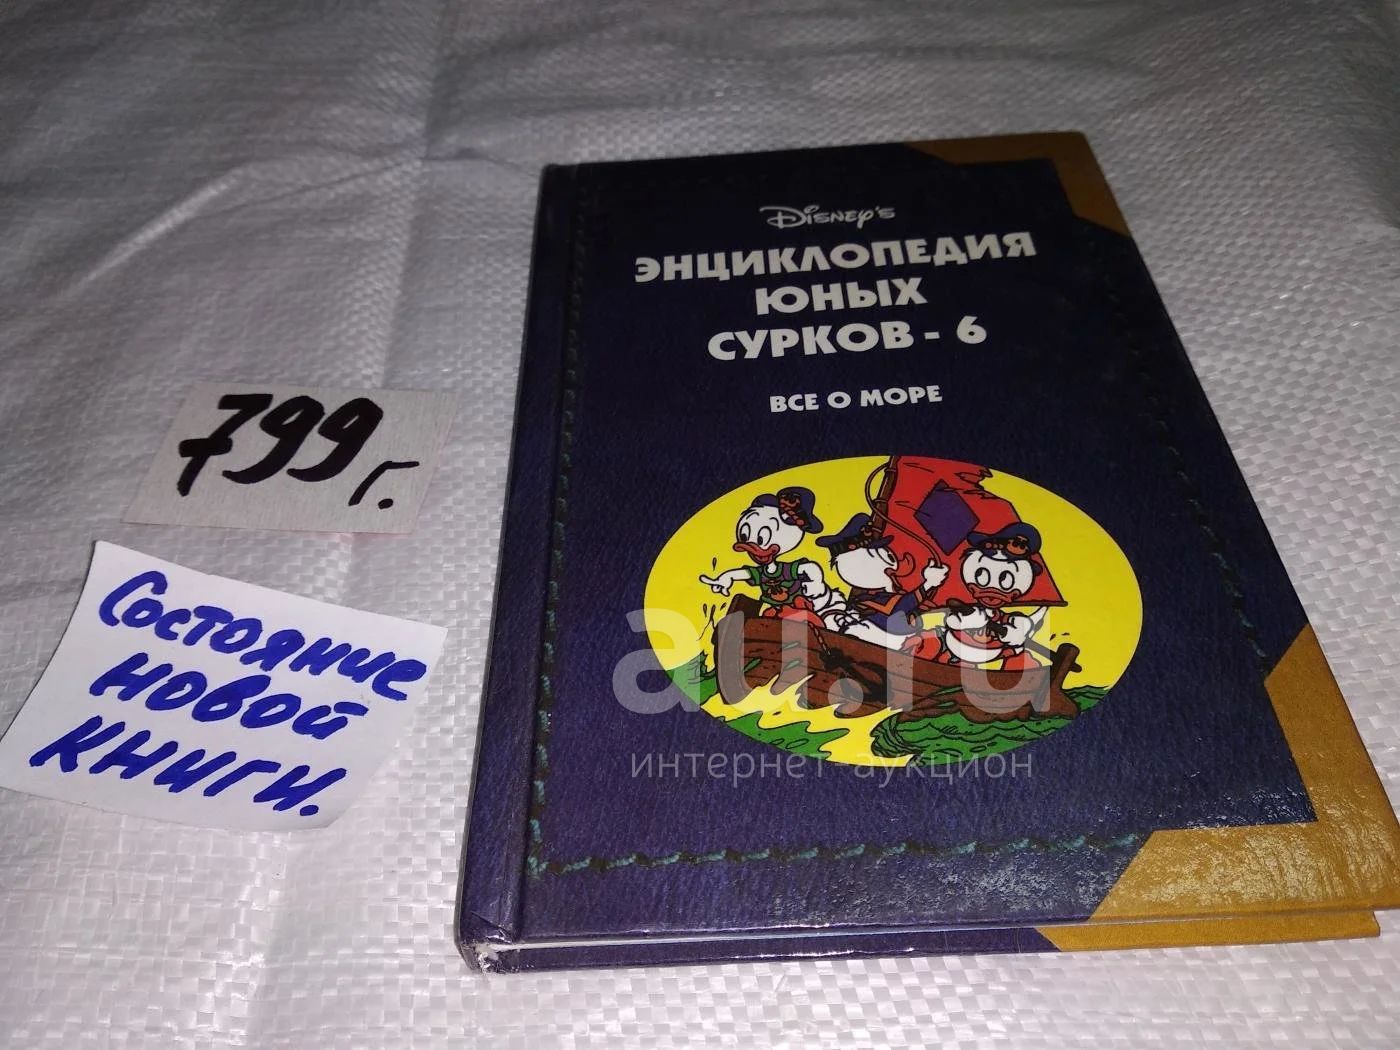 Disney's
ЭНЦИКЛОПЕДИЯ
ЮНЫХ
СУРКОВ - 6
ВСЕ О МОРЕ
799г.
Состояние
новой
книги.
au.ru
интернет-аукцион